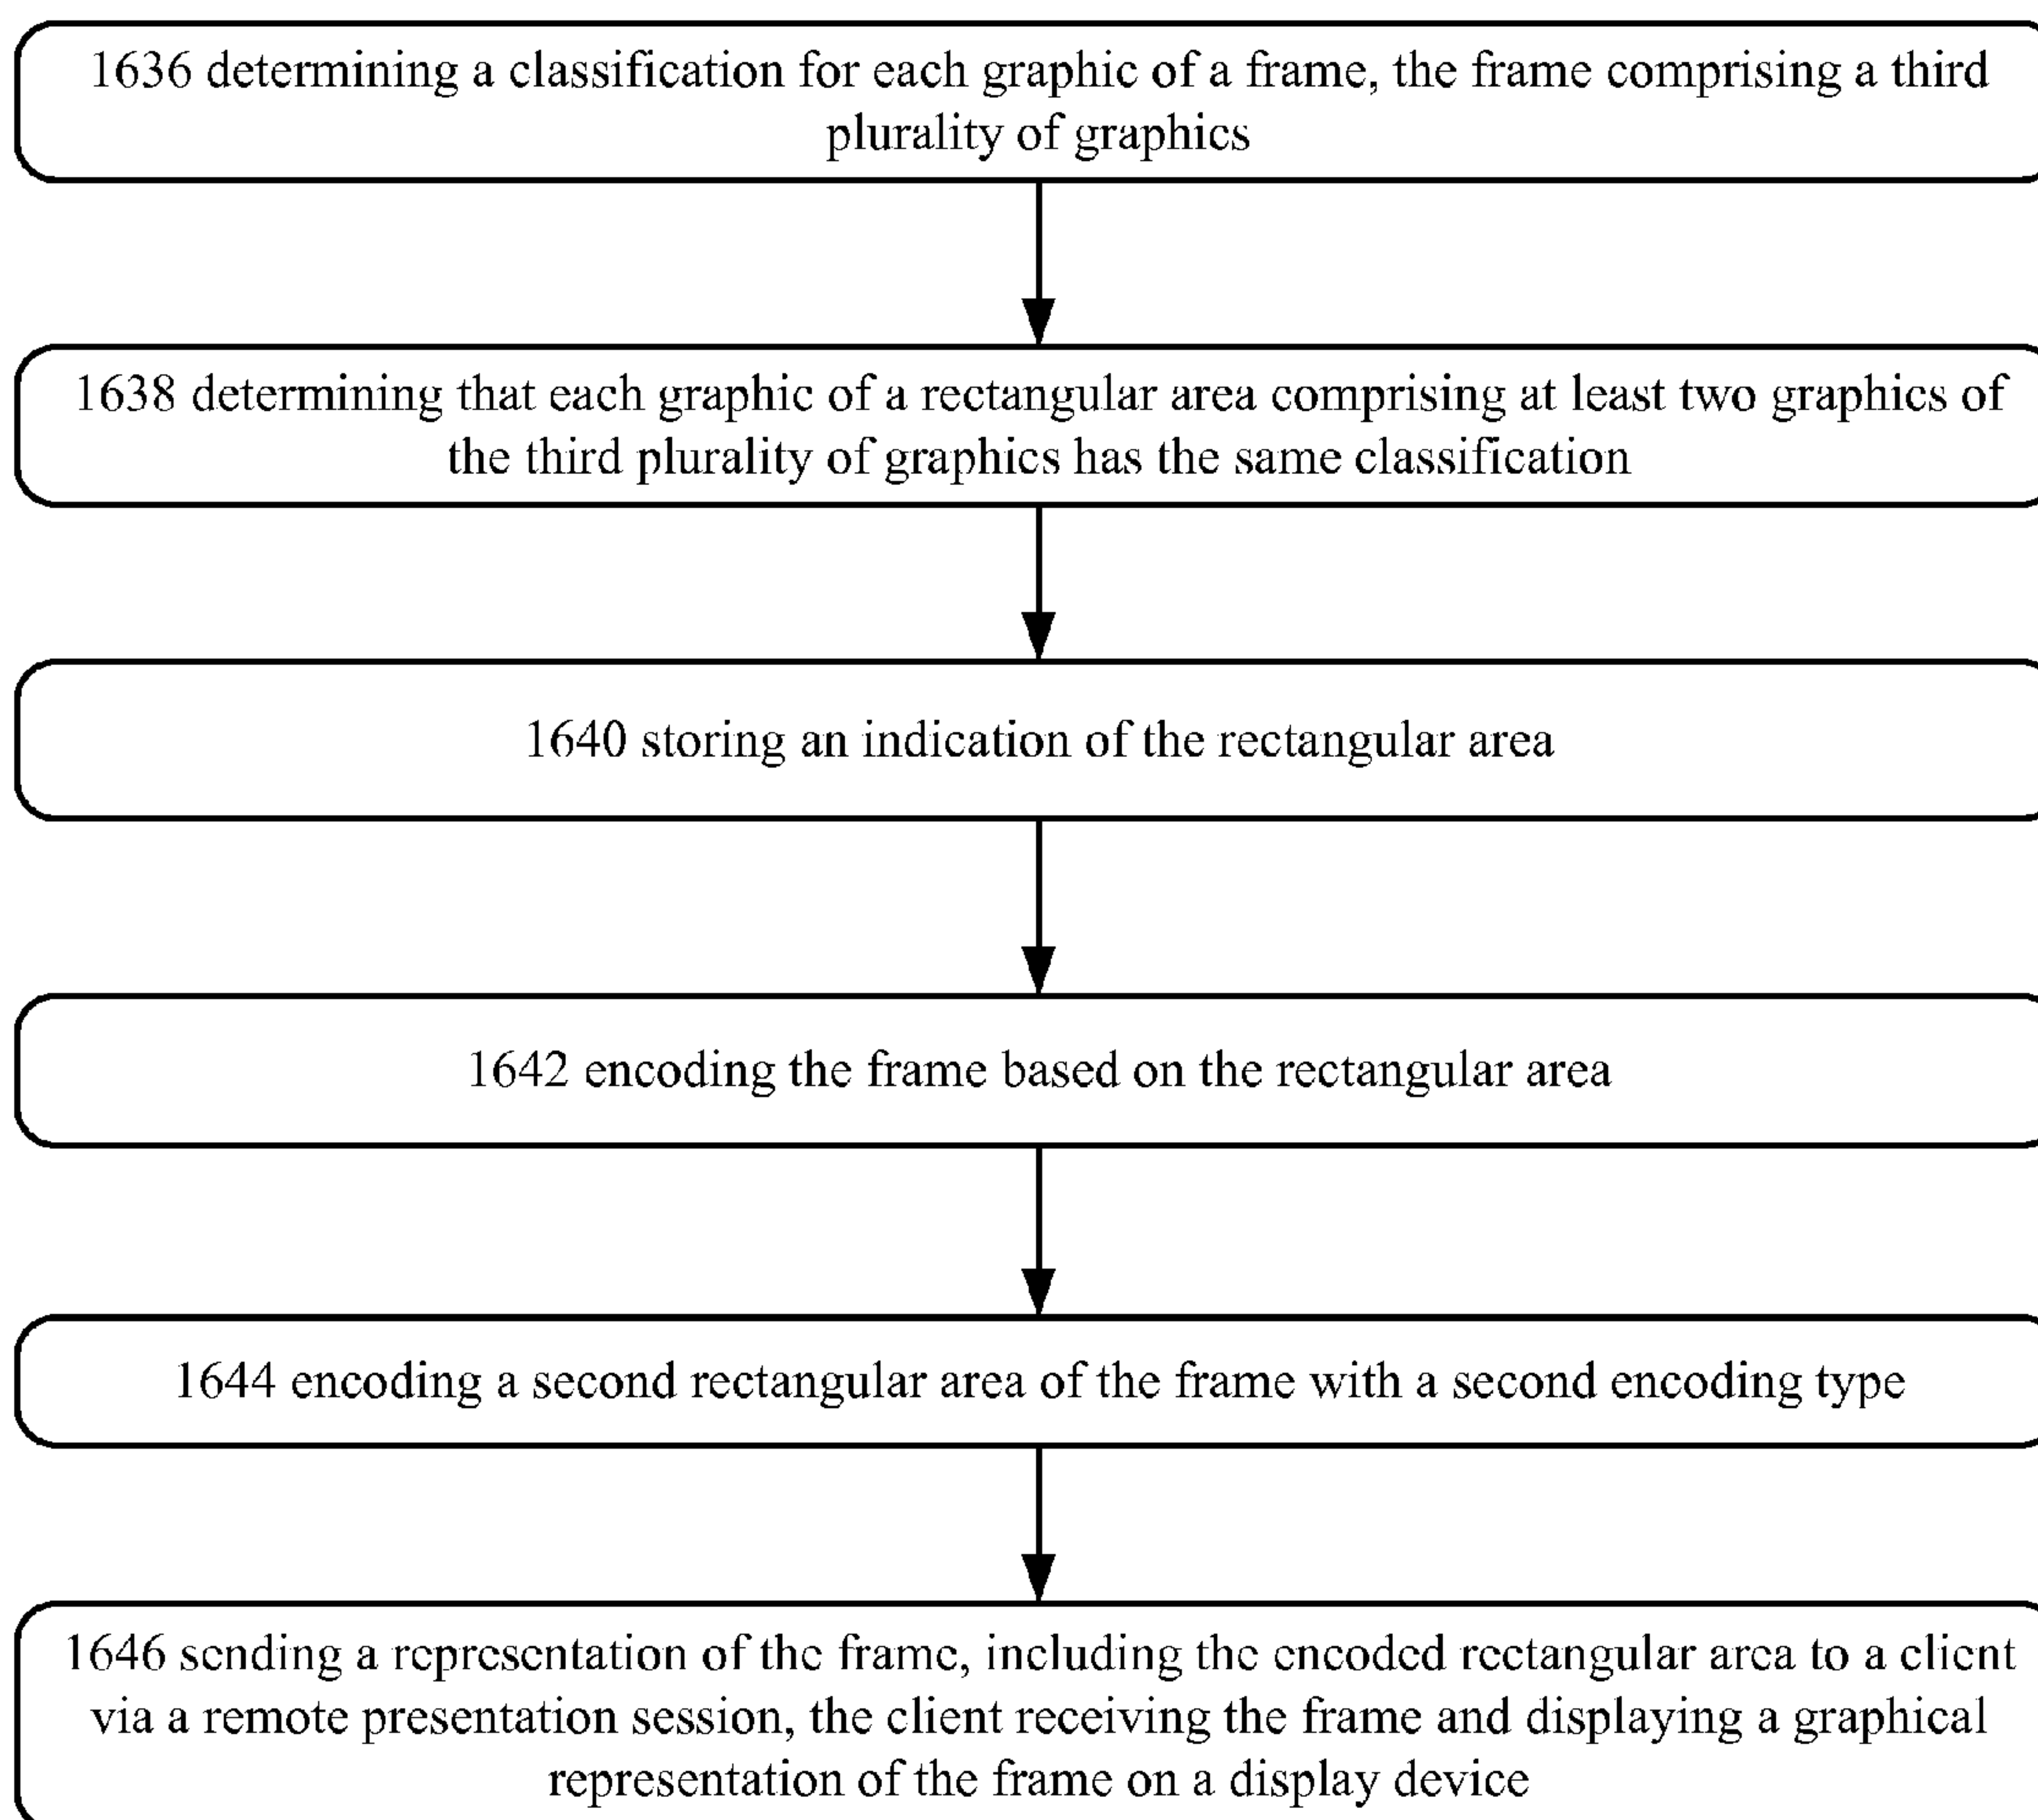 1636 determining a classification for each graphic of a frame, the frame comprising a third
plurality of graphics
1638 determining that each graphic of a rectangular area comprising at least two graphics of
the third plurality of graphics has the same classification
1640 storing an indication of the rectangular area
1642 encoding the frame based on the rectangular area
1644 encoding a second rectangular area of the frame with a second encoding type
1646 sending a representation of the frame, including the encoded rectangular area to a client
via a remote presentation session, the client receiving the frame and displaying a graphical
representation of the frame on a display device